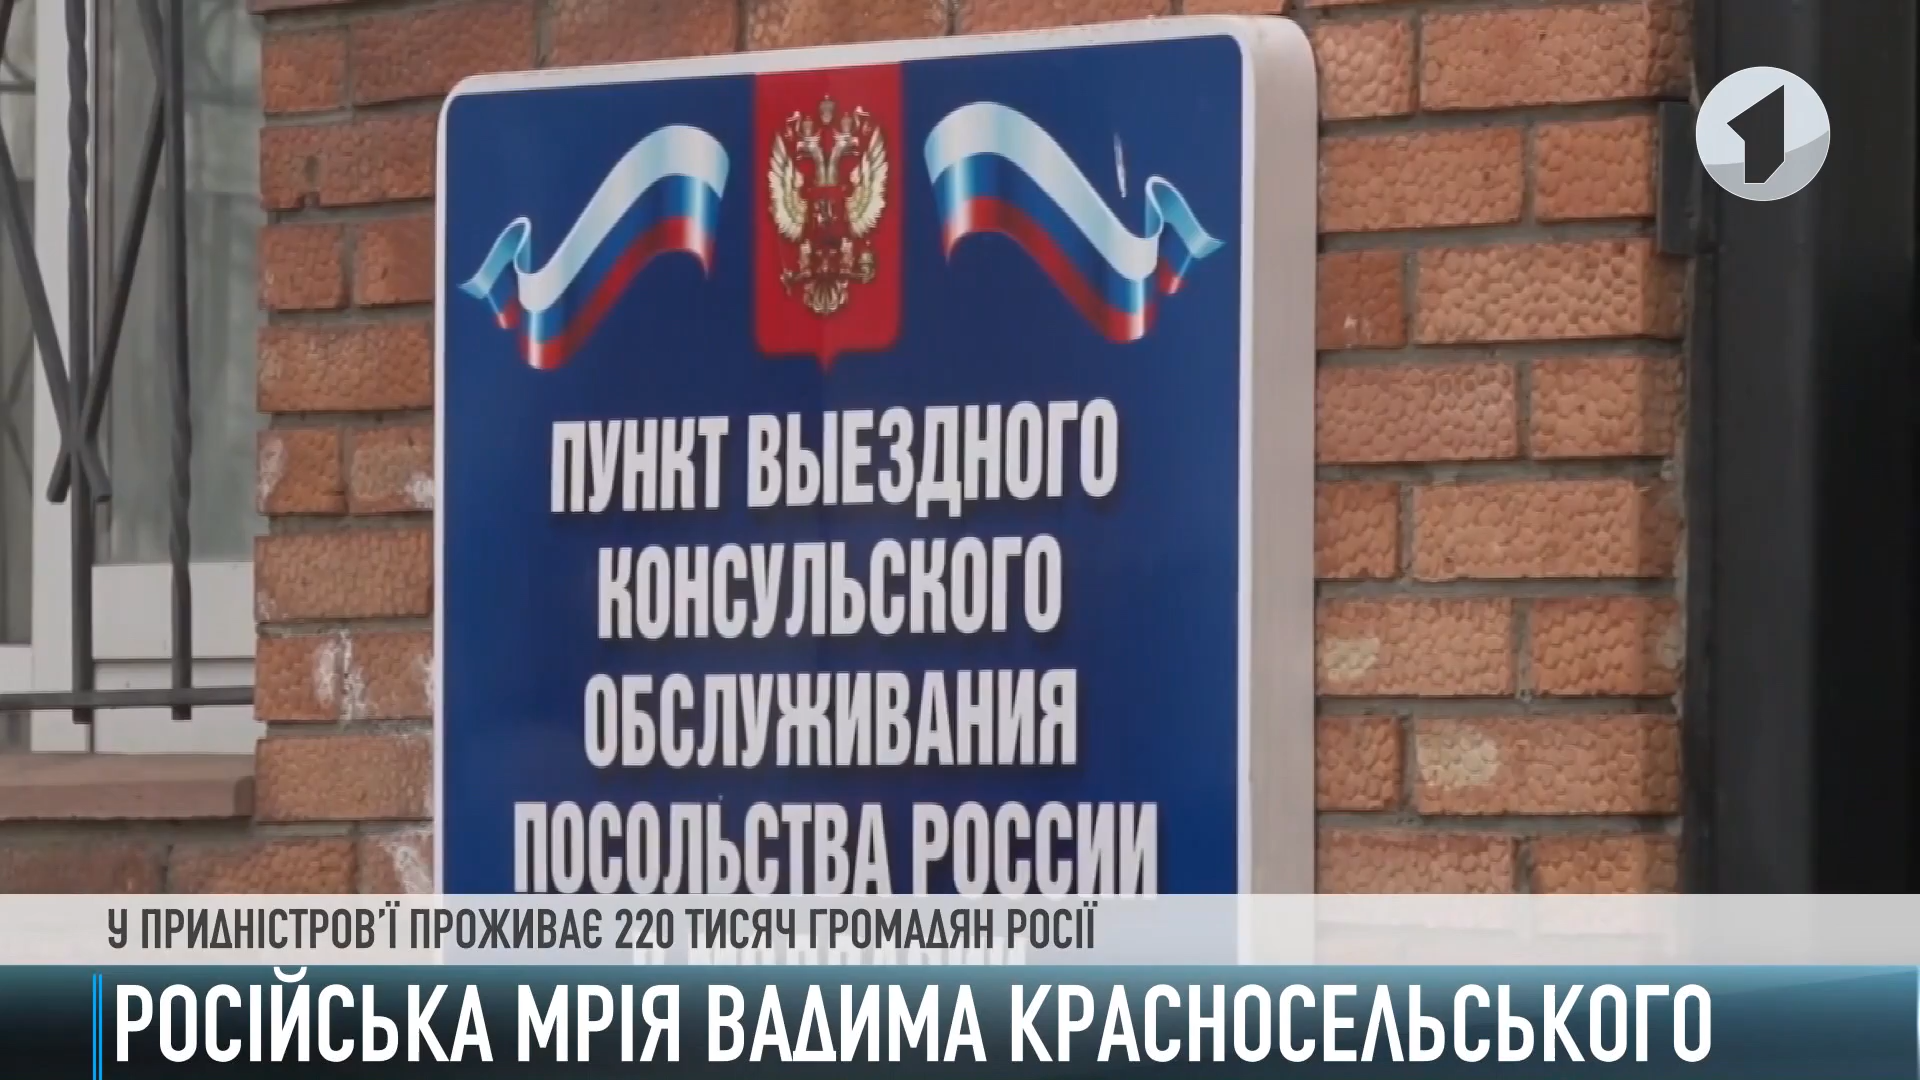 ПУНКТ ВЫЕЗДНОГО
КОНСУЛЬСКОГО
ОБСЛУЖИВАНИЯ
ПОСОЛЬСТВА РОССИИ
У ПРИДНІСТРОВ’Ї ПРОЖИВАЄ 220 ТИСЯЧ ГРОМАДЯН РОСІЇ
РОСІЙСЬКА МРІЯ ВАДИМА КРАСНОСЕЛЬСЬКОГО